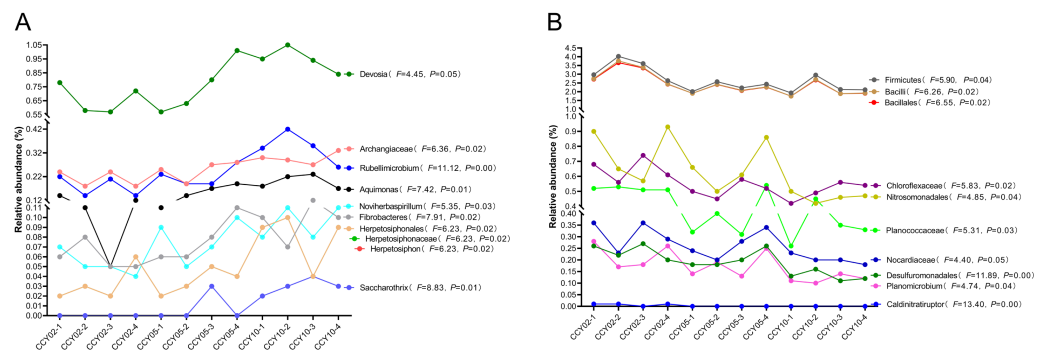 A
Relative abundance (%)
1.05
0.95
0.85
0.75
0.65
0.55
0.42
0.32
0.22
0.12
0.11
0.10
0.09
0.08
0.07
0.06
0.05
0.04
0.03
0.02
0.01
0.00
Devosia( F=4.45, P=0.05)
Archangiaceae( F=6.36, P=0.02)
Rubellimicrobium( F=11.12, P=0.00)
Aquimonas( F=7.42, P=0.01)
Noviherbaspirillum( F=5.35, P=0.03)
Fibrobacteres( F=7.91, P=0.02)
Herpetosiphonales( F=6.23, P=0.02)
Herpetosiphonaceae( F=6.23, P=0.02)
Herpetosiphon( F=6.23, P=0.02)
Saccharothrix( F=8.83, P=0.01)
CCY02-1
CCY02-2
CCY02-3
CCY02-4
CCY05-1
CCY05-2
CCY05-3
CCY05-4
CCY10-1
CCY10-2
CCY10-3
CCY10-4
B
Relative abundance (%)
4.5
4.0
3.5
3.0
2.5
2.0
1.5
1.0
0.9
0.8
0.7
0.6
0.5
0.4
0.40
0.35
0.30
0.25
0.20
0.15
0.10
0.05
0.00
Firmicutes( F=5.90, P=0.04)
Bacilli( F=6.26, P=0.02)
Bacillales( F=6.55, P=0.02)
Chloroflexaceae( F=5.83, P=0.02)
Nitrosomonadales( F=4.85, P=0.04)
Planococcaceae( F=5.31, P=0.03)
Nocardiaceae( F=4.40, P=0.05)
Desulfuromonadales( F=11.89, P=0.00)
Planomicrobium( F=4.74, P=0.04)
Caldinitratiruptor( F=13.40, P=0.00)
CCY02-1
CCY02-2
CCY02-3
CCY02-4
CCY05-1
CCY05-2
CCY05-3
CCY05-4
CCY10-1
CCY10-2
CCY10-3
CCY10-4